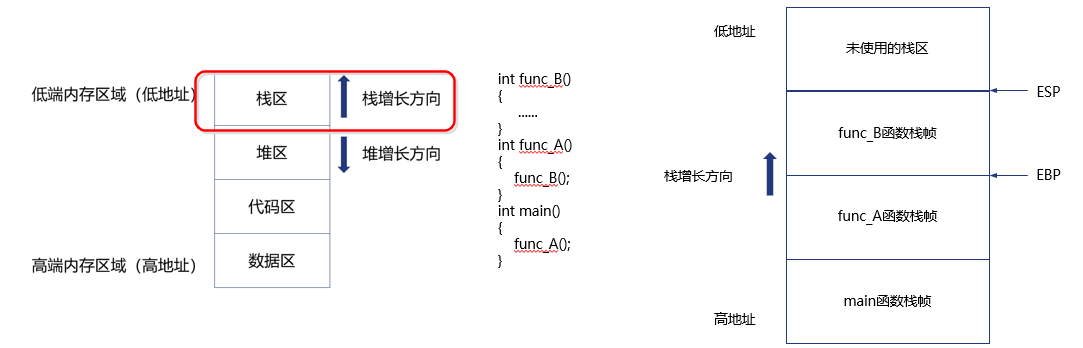 低端内存区域（低地址）
栈区
栈增长方向
堆区
堆增长方向
代码区
高端内存区域（高地址）
数据区
int func_B()
{
......
}
int func_A()
{
func_B();
}
int main()
{
func_A();
}
低地址
未使用的栈区
ESP
func_B函数栈帧
栈增长方向
EBP
func_A函数栈帧
高地址
main函数栈帧